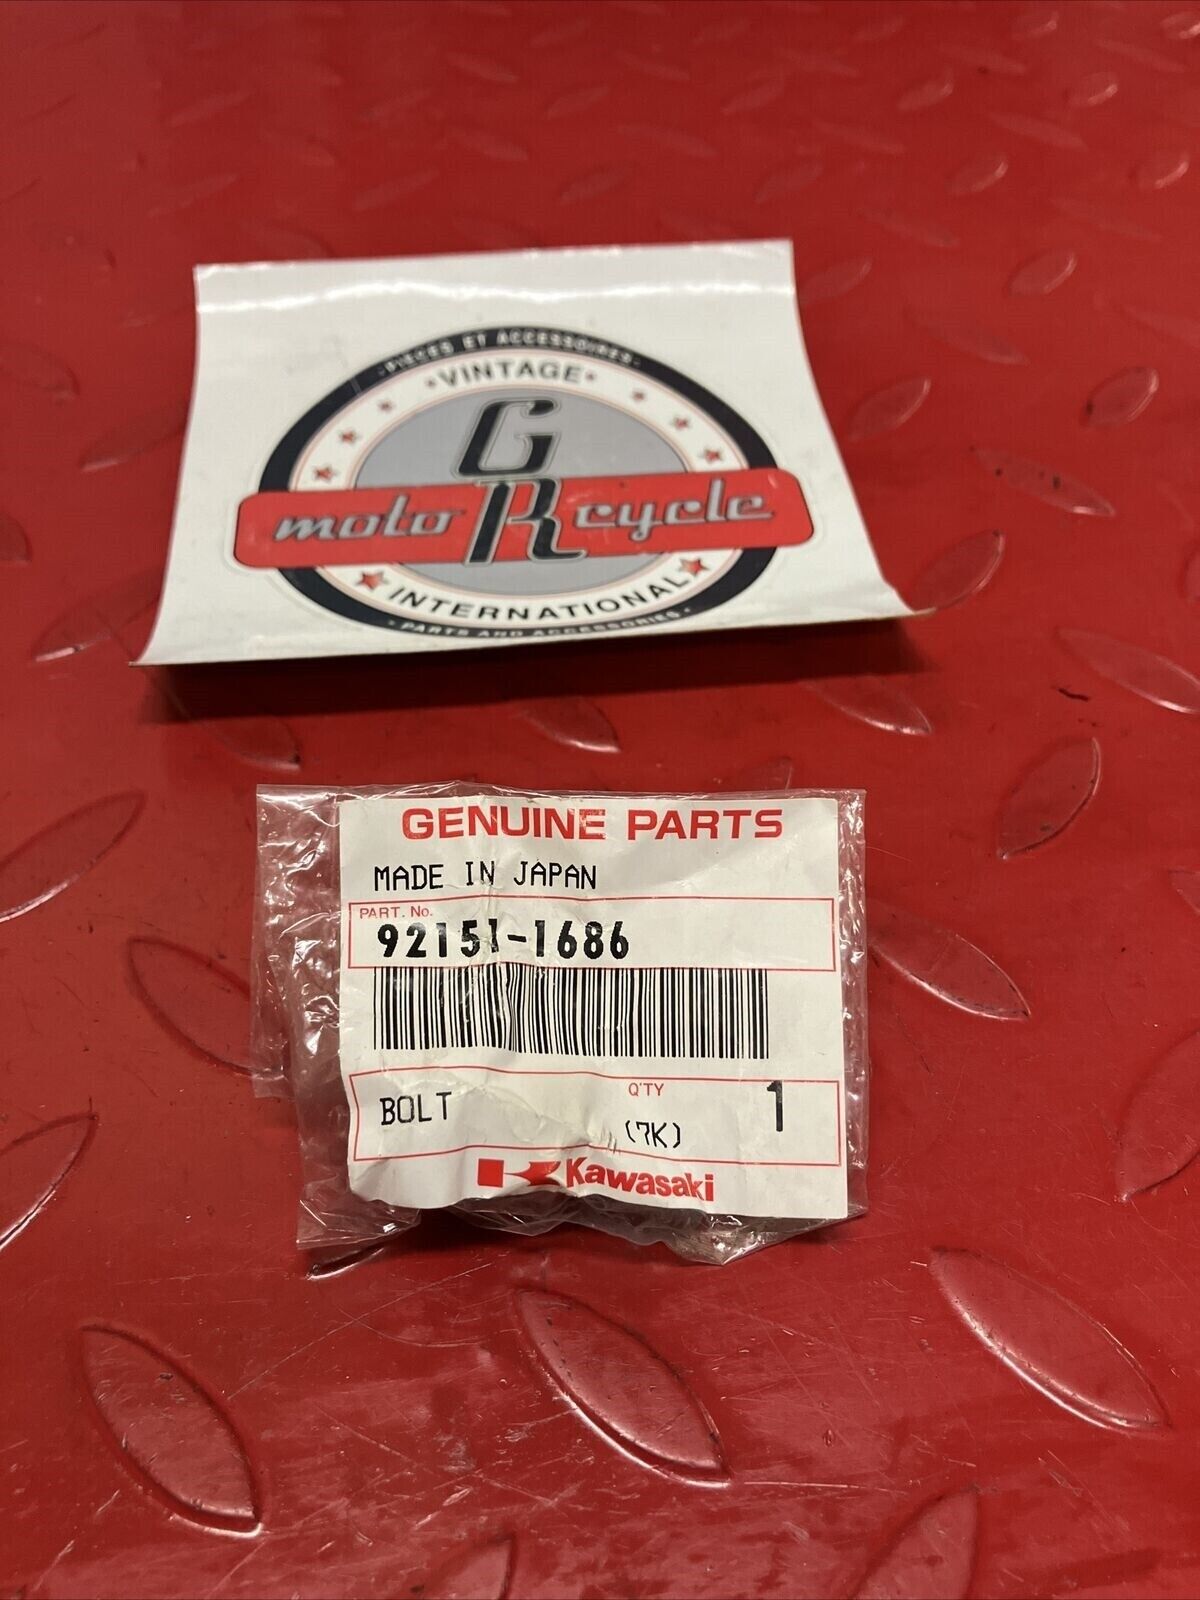 •PIECES ET ACCESSOIRES•
•VINTAGE•
GR
moto cycle
INTERNATIONAL
•PARTS AND ACCESSORIES•
GENUINE PARTS
MADE IN JAPAN
PART. No.
92151-1686
BOLT
Q'TY
1
(7K)
Kawasaki